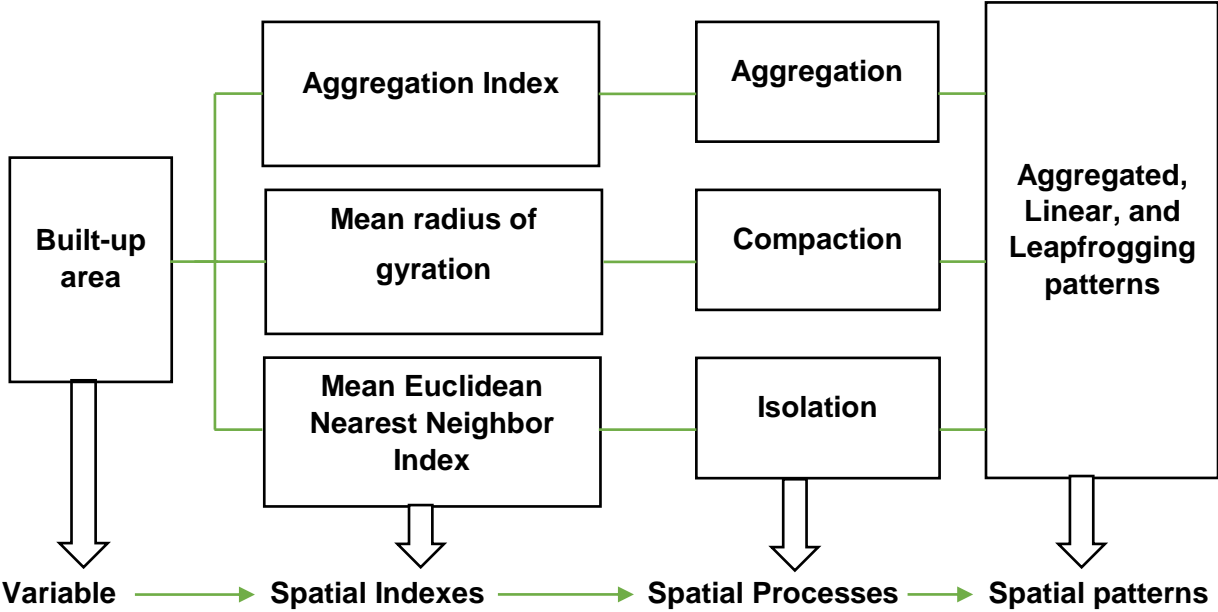 Built-up
area
Aggregation Index
Mean radius of
gyration
Mean Euclidean
Nearest Neighbor
Index
Aggregation
Compaction
Isolation
Aggregated,
Linear, and
Leapfrogging
patterns
Variable
Spatial Indexes
Spatial Processes
Spatial patterns